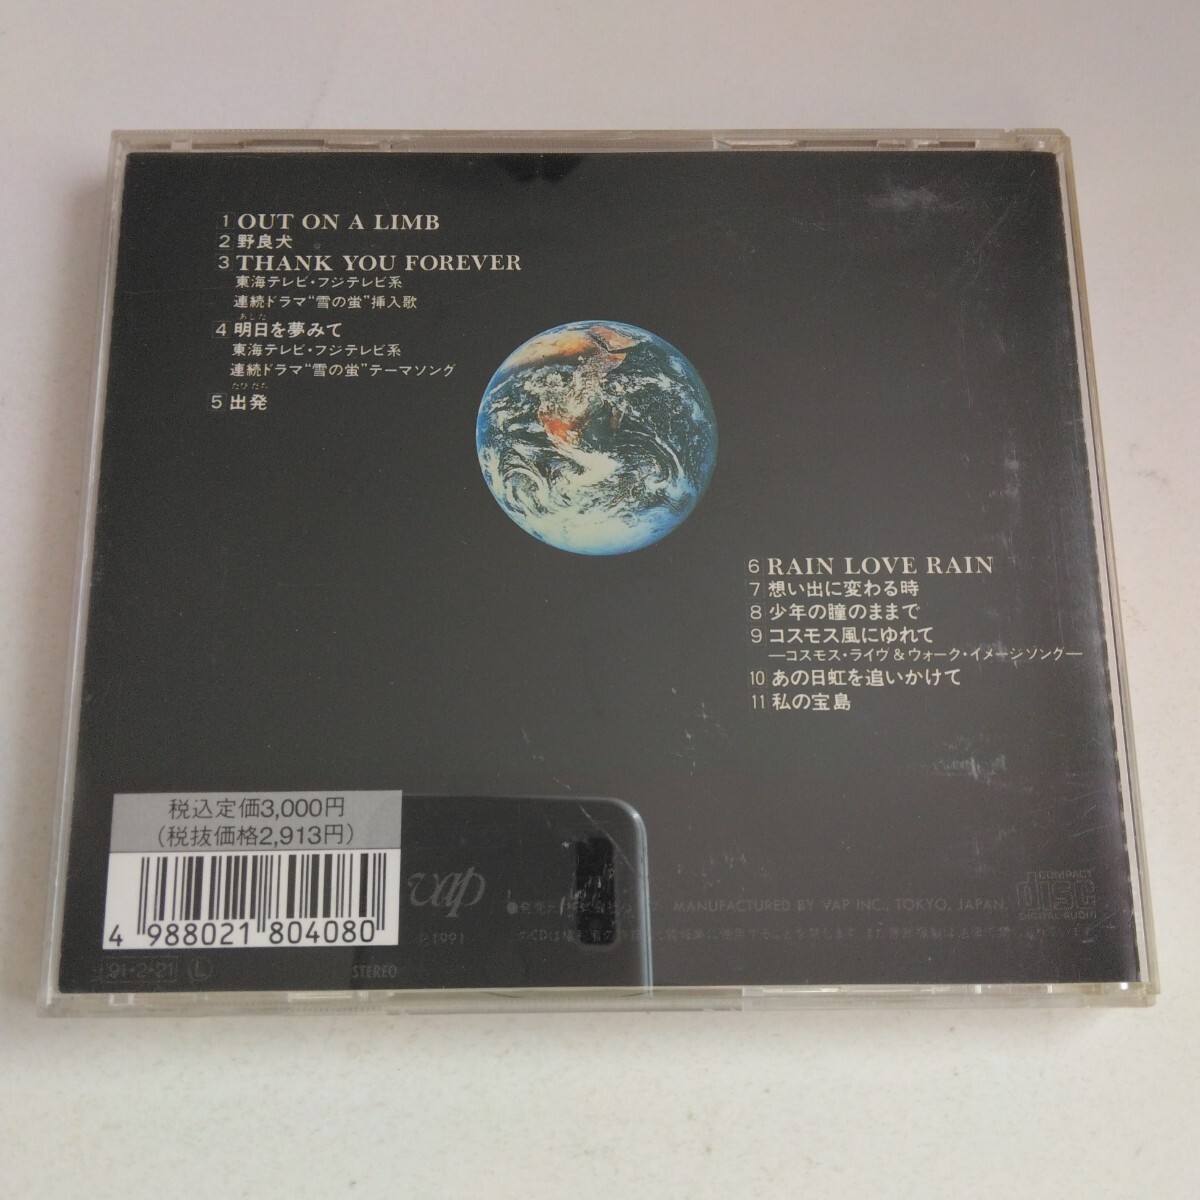 1 OUT ON A LIMB
2 野良犬
3 THANK YOU FOREVER
東海テレビ・フジテレビ系
連続ドラマ“雪の蛍”挿入歌
あした
4 明日を夢みて
東海テレビ・フジテレビ系
連続ドラマ“雪の蛍”テーマソング
たびだち
5 出発
6 RAIN LOVE RAIN
7 想い出に変わる時
8 少年の瞳のままで
9 コスモス風にゆれて
―コスモス・ライヴ&ウォーク・イメージソング―
10 あの日虹を追いかけて
11 私の宝島
税込定価3,000円
(税抜価格2,913円)
4 988021 804080
vap
MANUFACTURED BY VAP INC., TOKYO, JAPAN.
COMPACT
disc
DIGITAL AUDIO
℗1991
91・2・21 L
STEREO